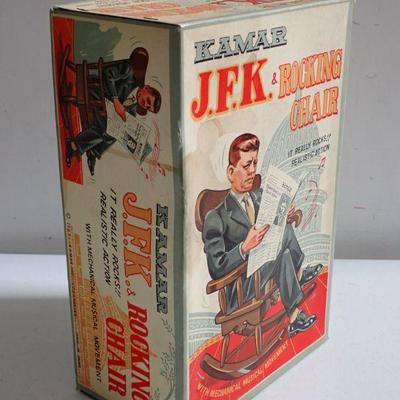 KAMAR
J.F.K. & ROCKING
CHAIR
IT REALLY ROCKS!!
REALISTIC ACTION
WITH MECHANICAL MUSICAL MOVEMENT
KAMAR
J.F.K. & ROCKING
CHAIR
IT REALLY ROCKS!!
REALISTIC ACTION
WITH MECHANICAL MUSICAL MOVEMENT